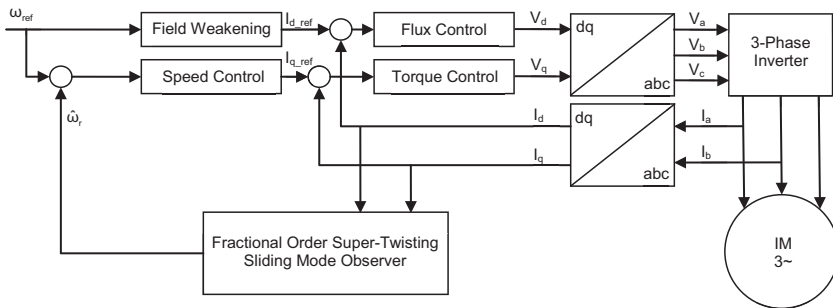 ω_ref
Field Weakening
I_d_ref
Flux Control
V_d
dq
abc
V_a
V_b
V_c
3-Phase
Inverter
Speed Control
I_q_ref
Torque Control
V_q
ω̂_r
I_d
I_q
dq
abc
I_a
I_b
Fractional Order Super-Twisting
Sliding Mode Observer
IM
3~